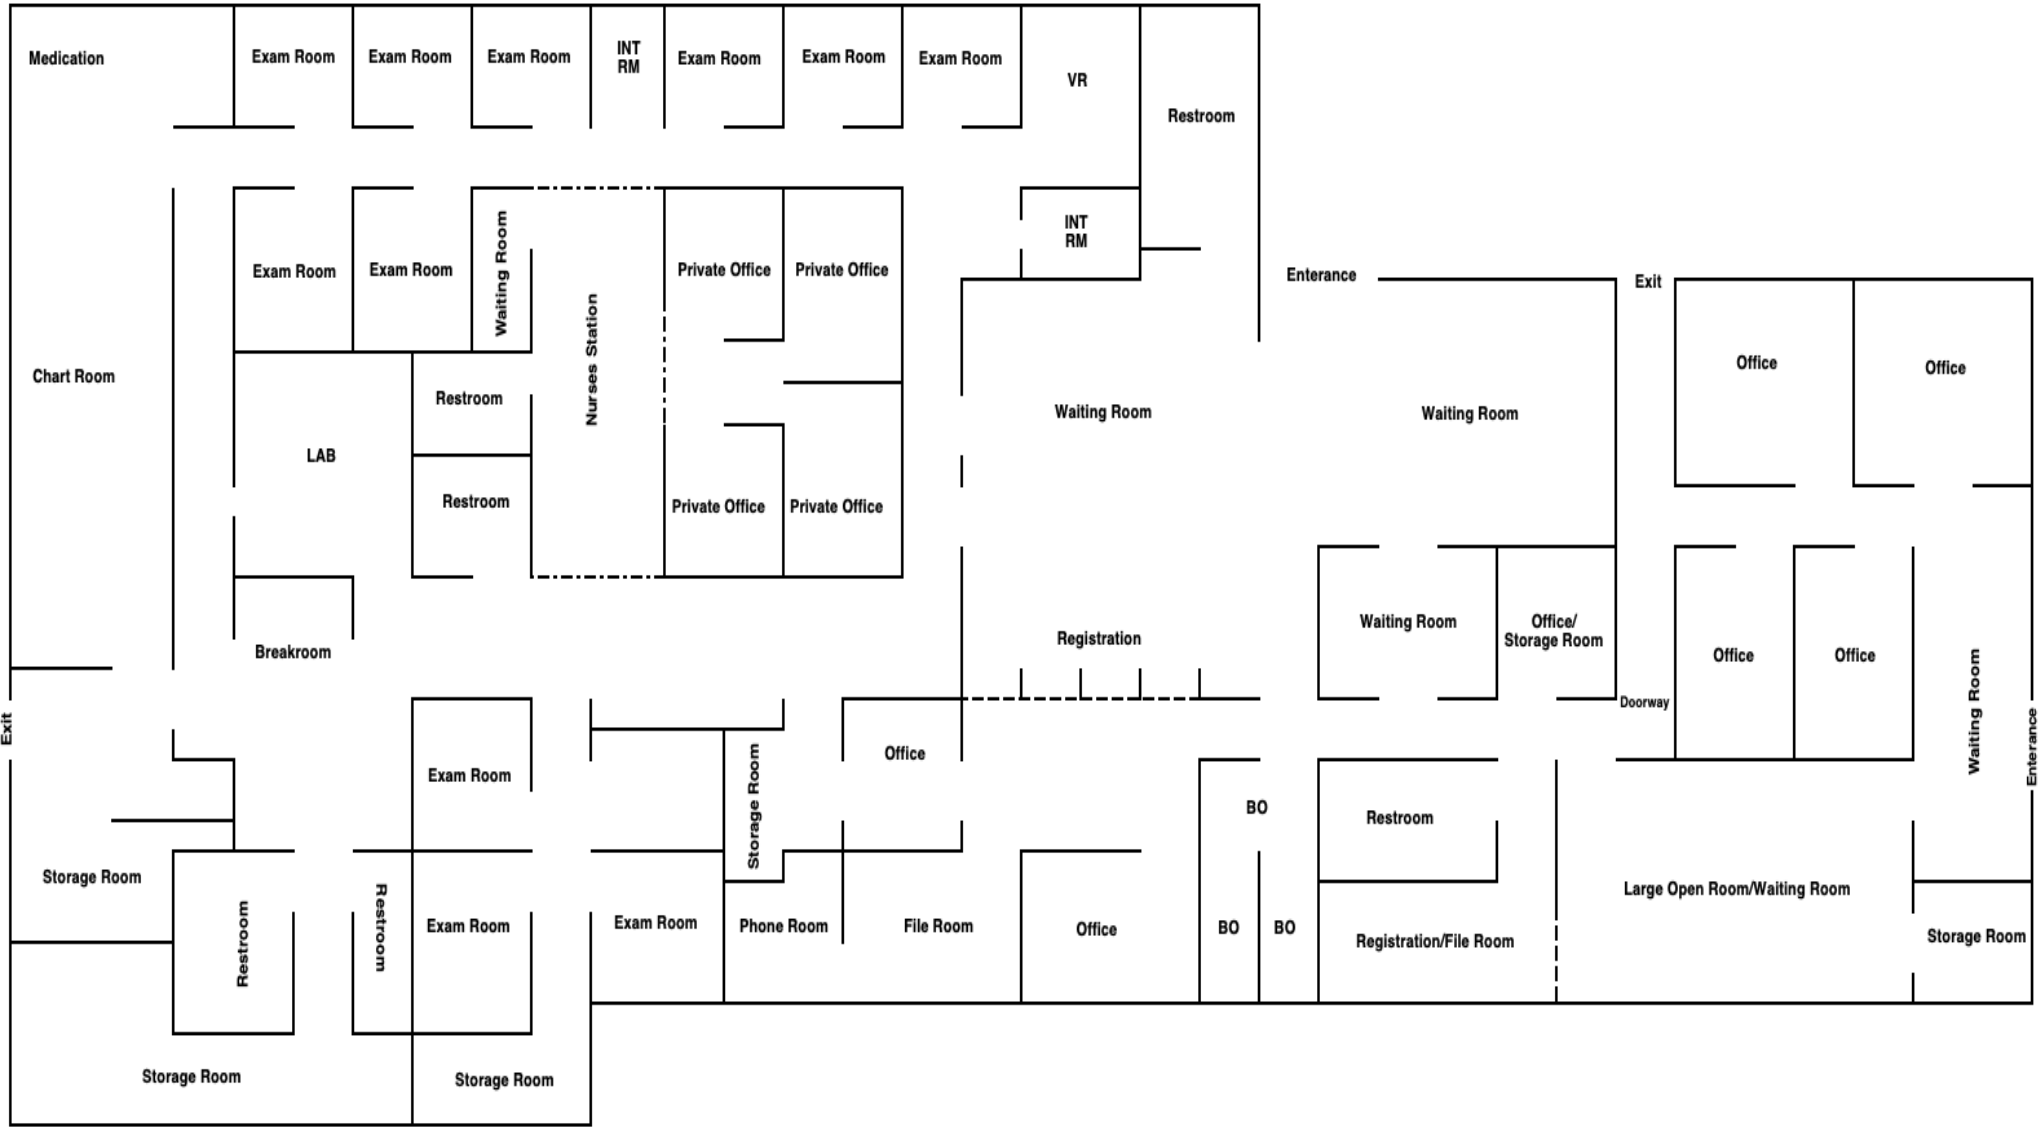 Medication
Exam Room
Exam Room
Exam Room
INT
RM
Exam Room
Exam Room
Exam Room
VR
Restroom
Exam Room
Exam Room
Waiting Room
Nurses Station
Private Office
Private Office
INT
RM
Enterance
Exit
Chart Room
Restroom
LAB
Restroom
Private Office
Private Office
Waiting Room
Waiting Room
Office
Office
Breakroom
Registration
Waiting Room
Office/
Storage Room
Office
Office
Waiting Room
Doorway
Exit
Enterance
Exam Room
Storage Room
Office
BO
Restroom
Storage Room
Restroom
Restroom
Exam Room
Exam Room
Phone Room
File Room
Office
BO
BO
Registration/File Room
Large Open Room/Waiting Room
Storage Room
Storage Room
Storage Room